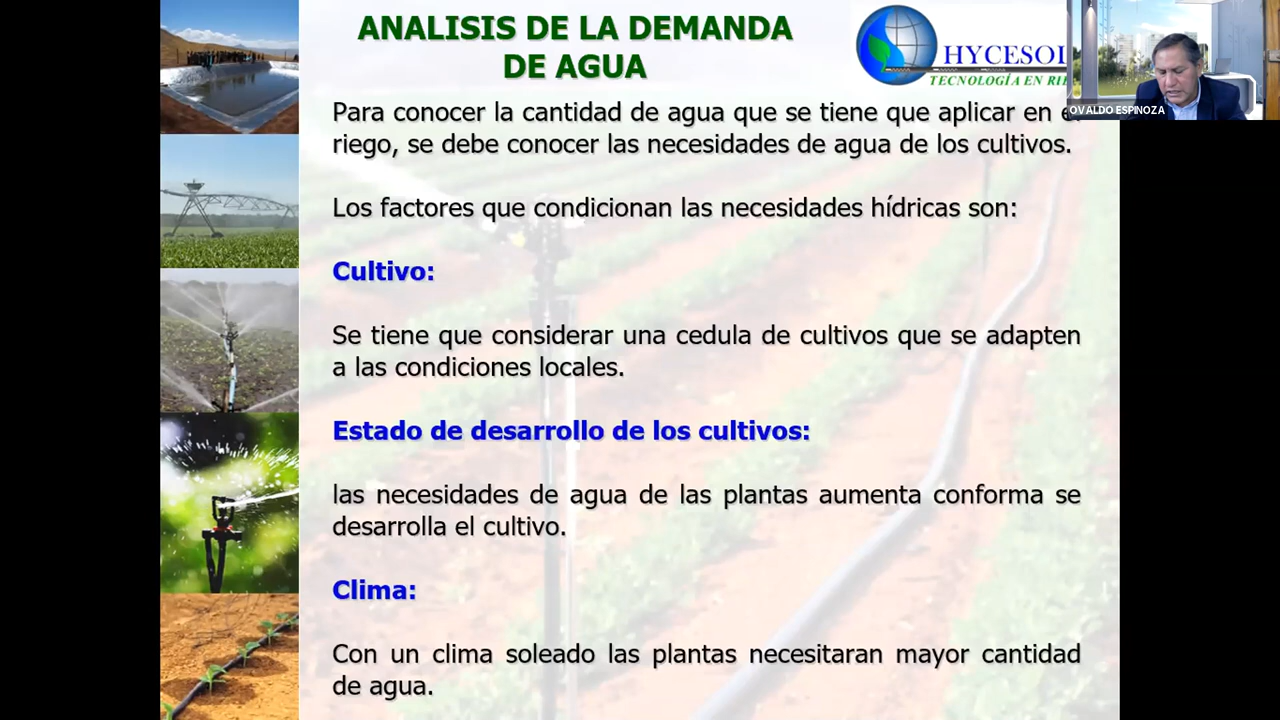 ANALISIS DE LA DEMANDA
DE AGUA
HYCESOL
TECNOLOGÍA EN
OVALDO ESPINOZA
Para conocer la cantidad de agua que se tiene que aplicar en el
riego, se debe conocer las necesidades de agua de los cultivos.
Los factores que condicionan las necesidades hídricas son:
Cultivo:
Se tiene que considerar una cedula de cultivos que se adapten
a las condiciones locales.
Estado de desarrollo de los cultivos:
las necesidades de agua de las plantas aumenta conforma se
desarrolla el cultivo.
Clima:
Con un clima soleado las plantas necesitaran mayor cantidad
de agua.